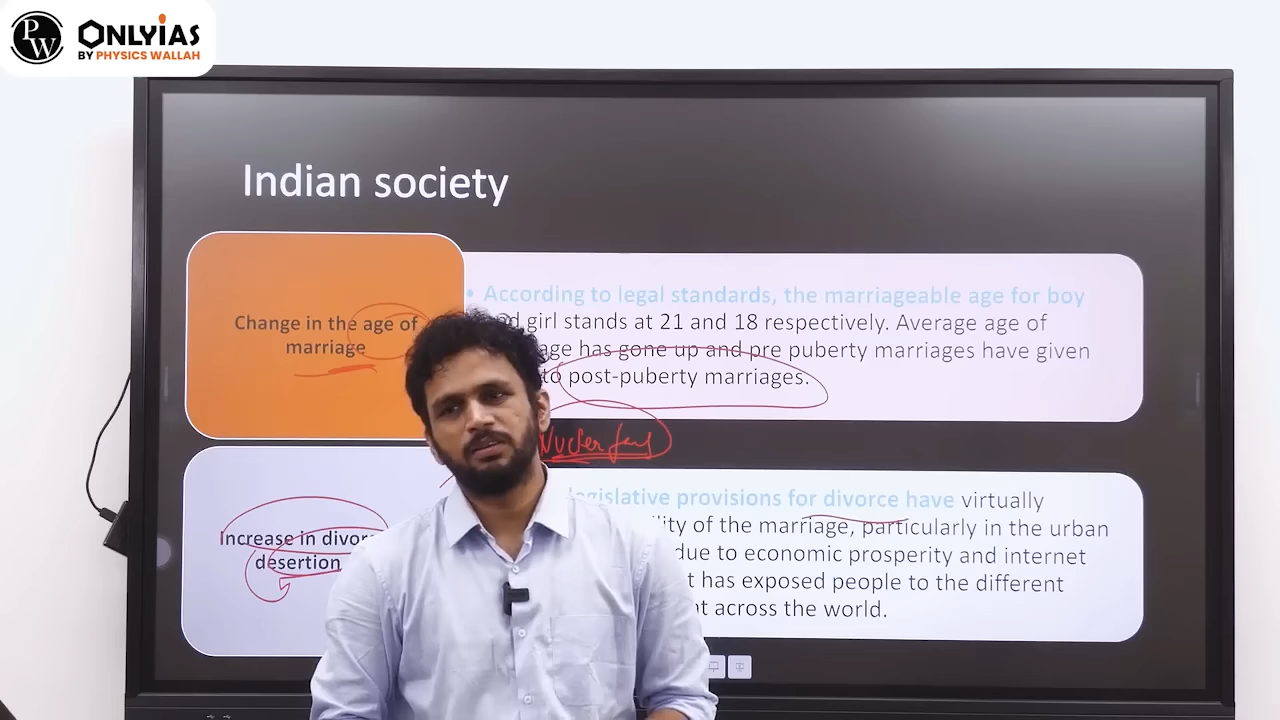 PW
ONLYIAS
BY PHYSICS WALLAH
Indian society
Change in the age of
marriage
• According to legal standards, the marriageable age for boy
girl stands at 21 and 18 respectively. Average age of
has gone up and pre puberty marriages have given
to post-puberty marriages.
Increase in
desertion
legislative provisions for divorce have virtually
of the marriage, particularly in the urban
due to economic prosperity and internet
t has exposed people to the different
across the world.